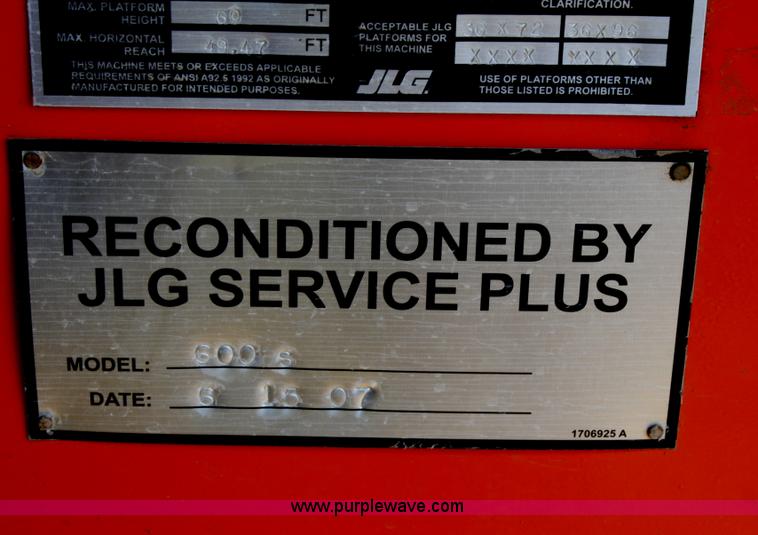 CLARIFICATION.
MAX. PLATFORM HEIGHT 60 FT
ACCEPTABLE JLG PLATFORMS FOR THIS MACHINE
36 X 72 36X96
XXXX XXXX
MAX. HORIZONTAL REACH 49.47 FT
THIS MACHINE MEETS OR EXCEEDS APPLICABLE
REQUIREMENTS OF ANSI A92.5 1992 AS ORIGINALLY
MANUFACTURED FOR INTENDED PURPOSES.
JLG.
USE OF PLATFORMS OTHER THAN
THOSE LISTED IS PROHIBITED.
RECONDITIONED BY
JLG SERVICE PLUS
MODEL: 600 s
DATE: 6 15 07
1706925 A
www.purplewave.com